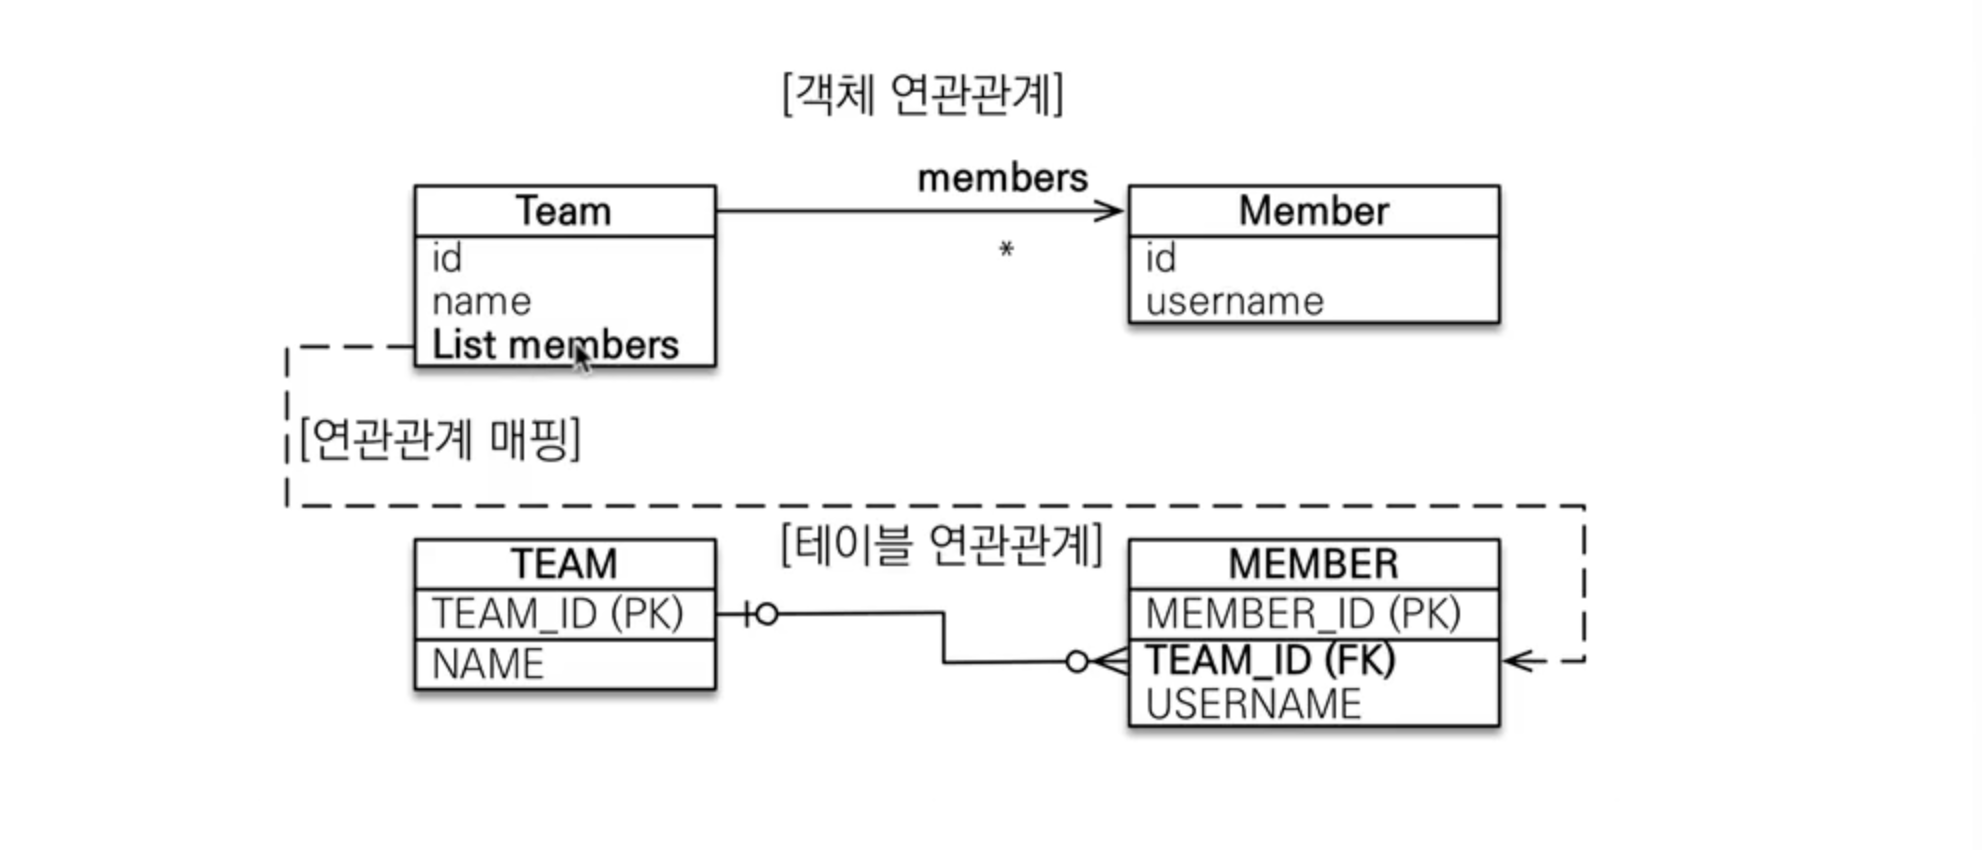 [객체 연관관계]
members
Team
Member
*
id
name
List members
id
username
[연관관계 매핑]
[테이블 연관관계]
TEAM
TEAM_ID (PK)
NAME
MEMBER
MEMBER_ID (PK)
TEAM_ID (FK)
USERNAME